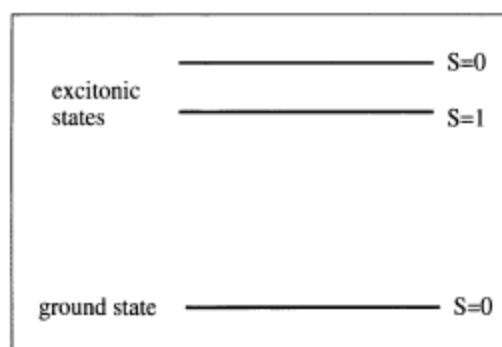 S=0
excitonic
states
S=1
ground state
S=0